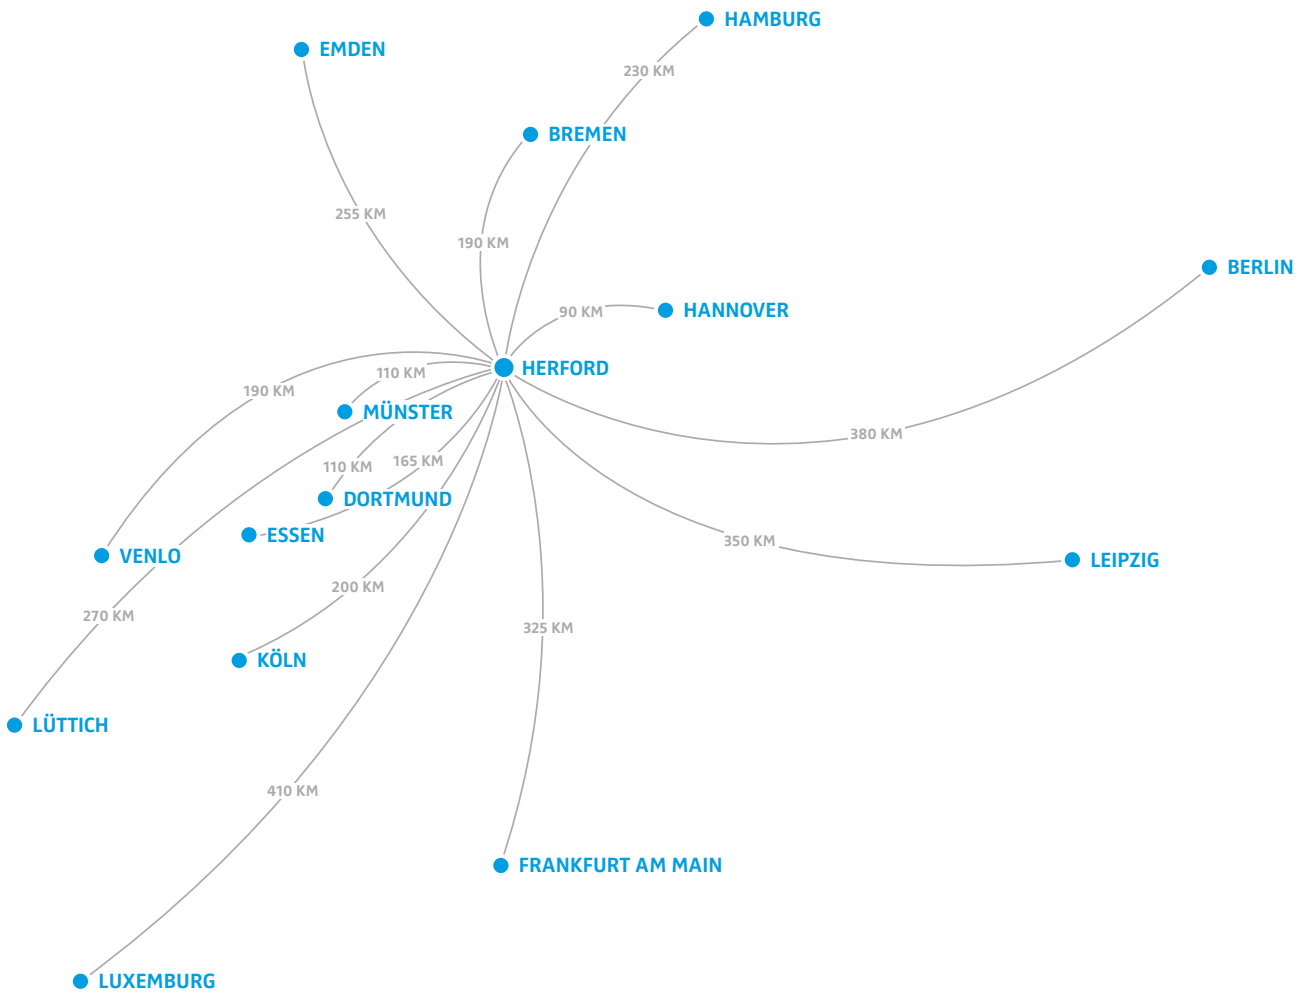 HAMBURG
EMDEN
230 KM
BREMEN
255 KM
190 KM
BERLIN
HANNOVER
90 KM
HERFORD
110 KM
190 KM
MÜNSTER
380 KM
165 KM
110 KM
DORTMUND
ESSEN
350 KM
VENLO
LEIPZIG
200 KM
270 KM
325 KM
KÖLN
LÜTTICH
410 KM
FRANKFURT AM MAIN
LUXEMBURG